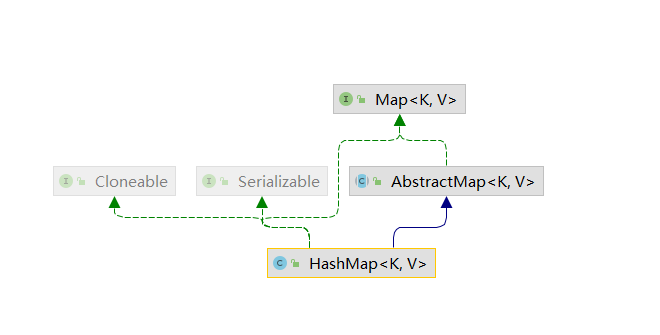 I Map<K, V>
I Cloneable
I Serializable
C AbstractMap<K, V>
C HashMap<K, V>